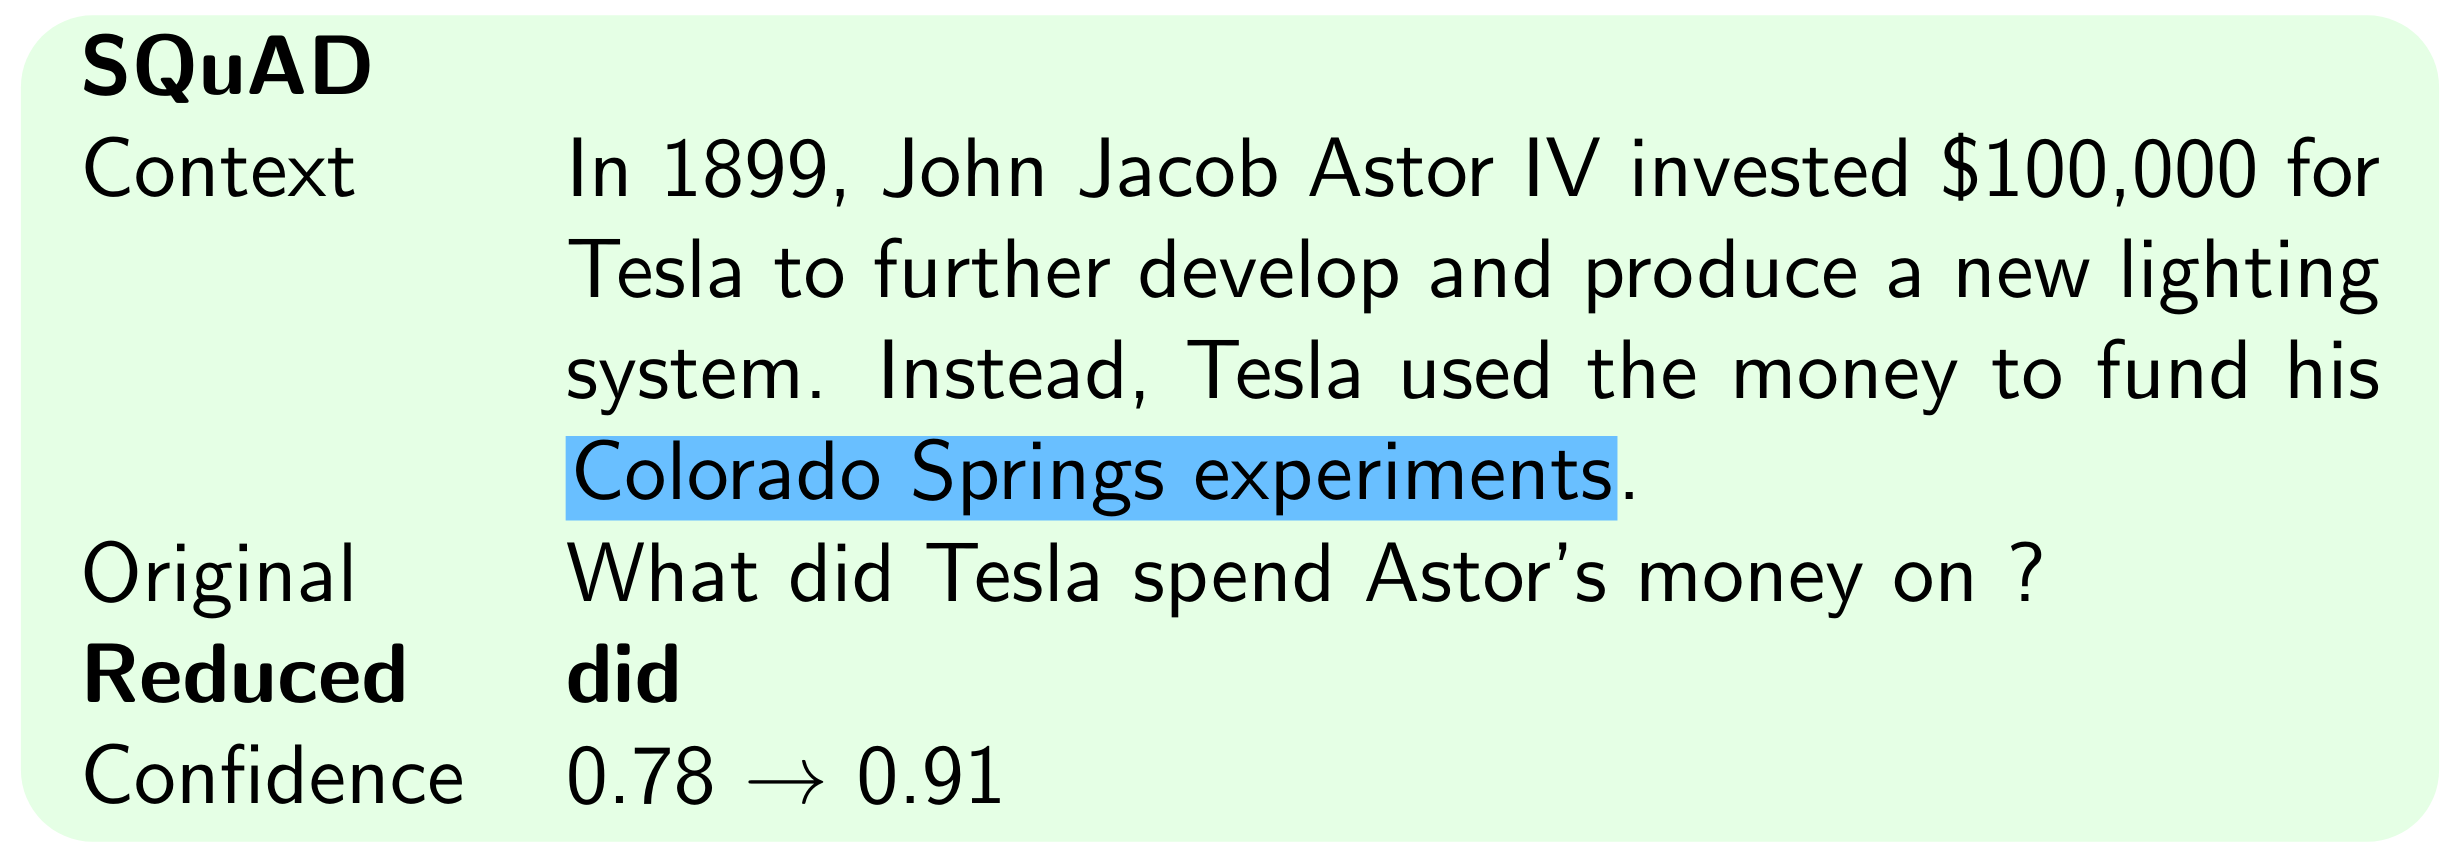 SQuAD
Context In 1899, John Jacob Astor IV invested $100,000 for
Tesla to further develop and produce a new lighting
system. Instead, Tesla used the money to fund his
Colorado Springs experiments.
Original What did Tesla spend Astor's money on ?
Reduced did
Confidence 0.78 → 0.91